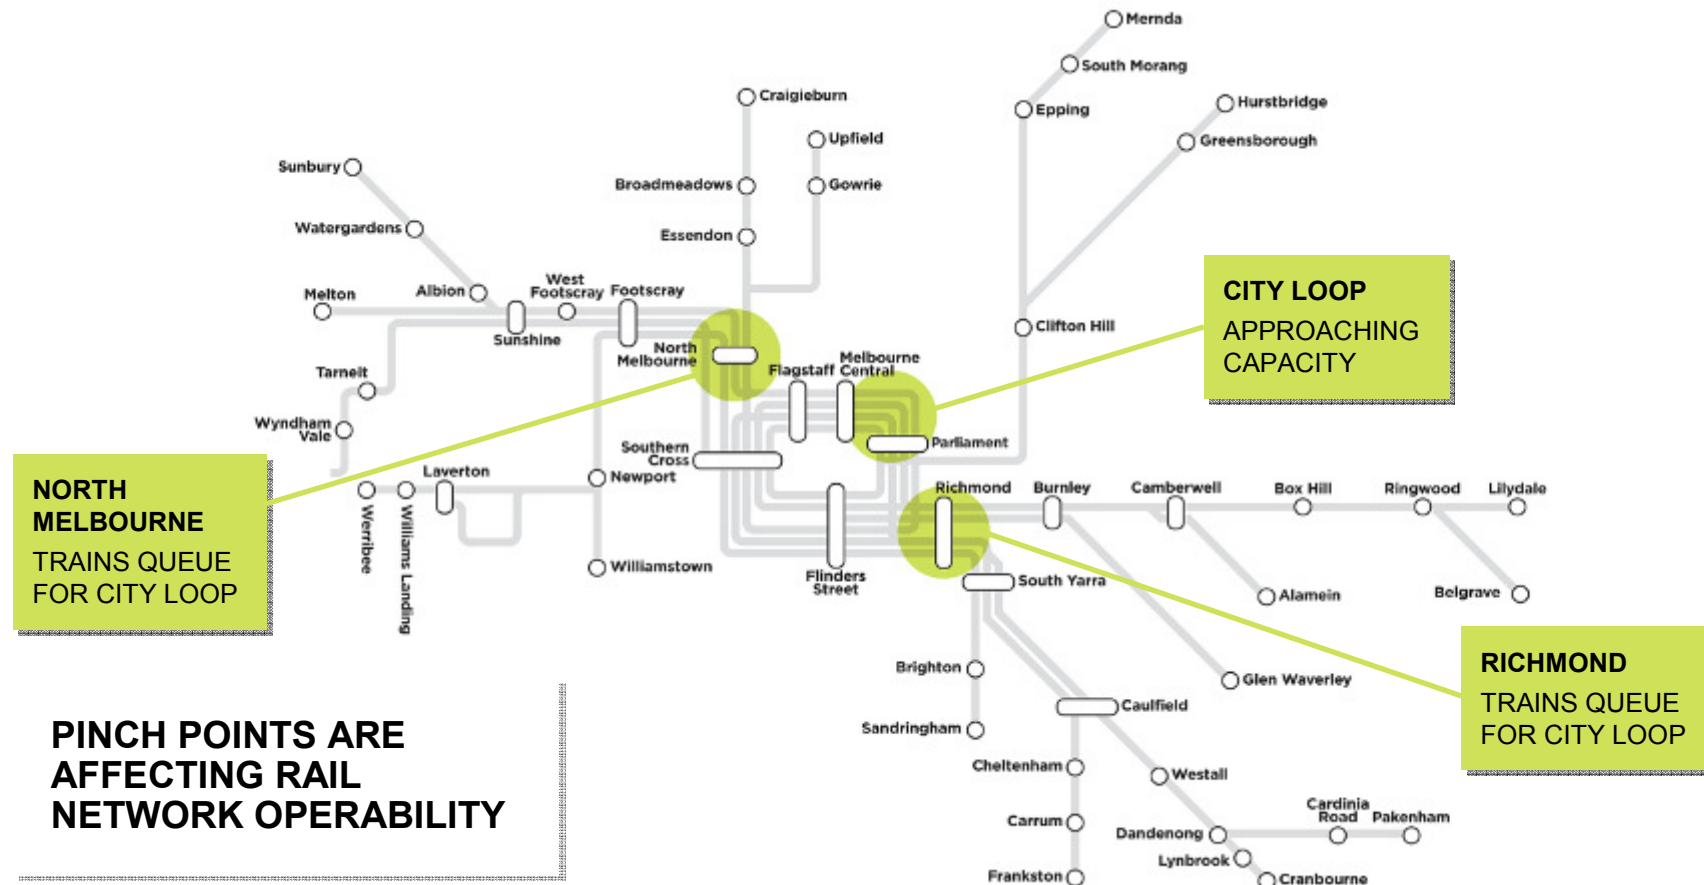 Mernda
South Morang
Craigieburn
Epping
Hurstbridge
Upfield
Greensborough
Sunbury
Broadmeadows
Gowrie
Watergardens
Essendon
West
Footscray
Footscray
Albion
Melton
Sunshine
Clifton Hill
North
Melbourne
Melbourne
Central
Flagstaff
Tarneit
Wyndham
Vale
Southern
Cross
Parliament
Laverton
Newport
Richmond
Burnley
Camberwell
Box Hill
Ringwood
Lilydale
Werribee
Williams Landing
Williamstown
Flinders
Street
South Yarra
Alamein
Belgrave
Brighton
Glen Waverley
Caulfield
Sandringham
Cheltenham
Westall
Carrum
Cardinia
Road
Pakenham
Dandenong
Lynbrook
Frankston
Cranbourne
CITY LOOP
APPROACHING
CAPACITY
NORTH
MELBOURNE
TRAINS QUEUE
FOR CITY LOOP
RICHMOND
TRAINS QUEUE
FOR CITY LOOP
PINCH POINTS ARE
AFFECTING RAIL
NETWORK OPERABILITY